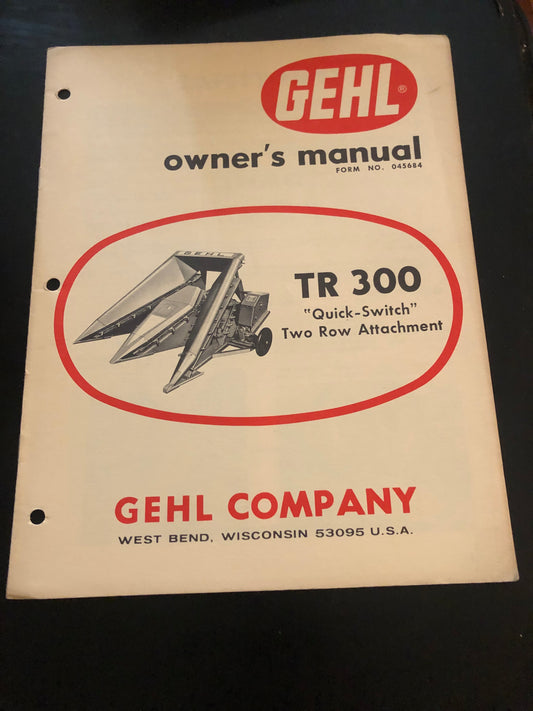 GEHL®
owner's manual
FORM NO. 045684
GEHL
TR 300
"Quick-Switch"
Two Row Attachment
GEHL COMPANY
WEST BEND, WISCONSIN 53095 U.S.A.